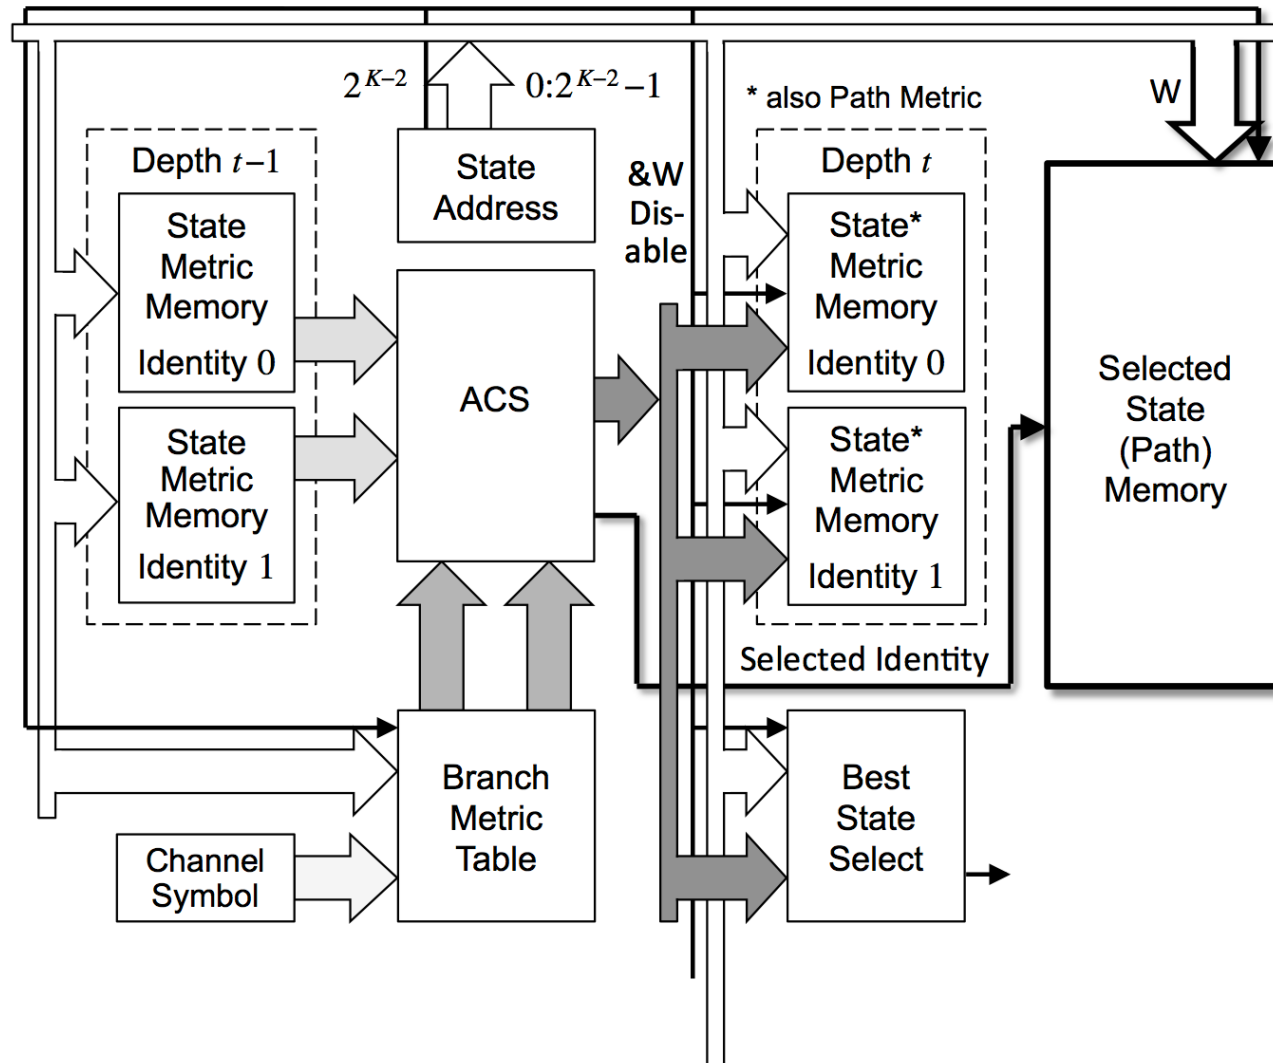 2^{K−2}
0:2^{K−2}−1
* also Path Metric
W
Depth t−1
State
Address
&W
Dis-
able
Depth t
State
Metric
Memory
Identity 0
State*
Metric
Memory
Identity 0
ACS
Selected
State
(Path)
Memory
State
Metric
Memory
Identity 1
State*
Metric
Memory
Identity 1
Selected Identity
Branch
Metric
Table
Best
State
Select
Channel
Symbol